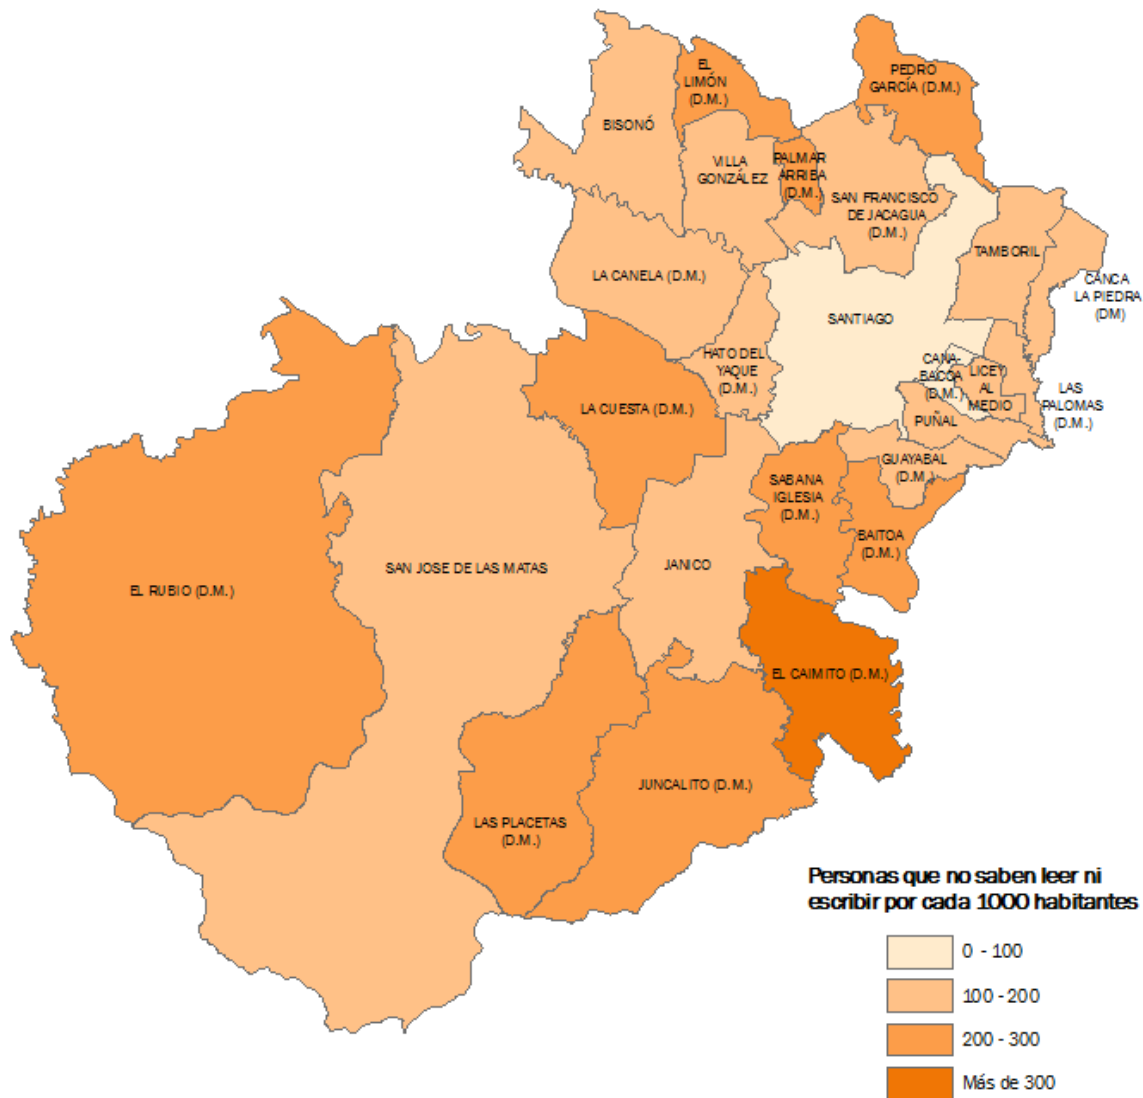 EL
LIMÓN
(D.M.)
PEDRO
GARCÍA (D.M.)
BISONÓ
VILLA
GONZÁLEZ
PALMAR
ARRIBA
(D.M.)
SAN FRANCISCO
DE JACAGUA
(D.M.)
TAMBORIL
LA CANELA (D.M.)
CANCA
LA PIEDRA
(DM)
SANTIAGO
HATO DEL
YAQUE
(D.M.)
CANA-
BACOA
(D.M.)
LICEY
AL
MEDIO
LAS
PALOMAS
(D.M.)
LA CUESTA (D.M.)
PUÑAL
GUAYABAL
(D.M.)
SABANA
IGLESIA
(D.M.)
BAITOA
(D.M.)
SAN JOSE DE LAS MATAS
JANICO
EL RUBIO (D.M.)
EL CAIMITO (D.M.)
JUNCALITO (D.M.)
LAS PLACETAS
(D.M.)
Personas que no saben leer ni
escribir por cada 1000 habitantes
0 - 100
100 - 200
200 - 300
Más de 300